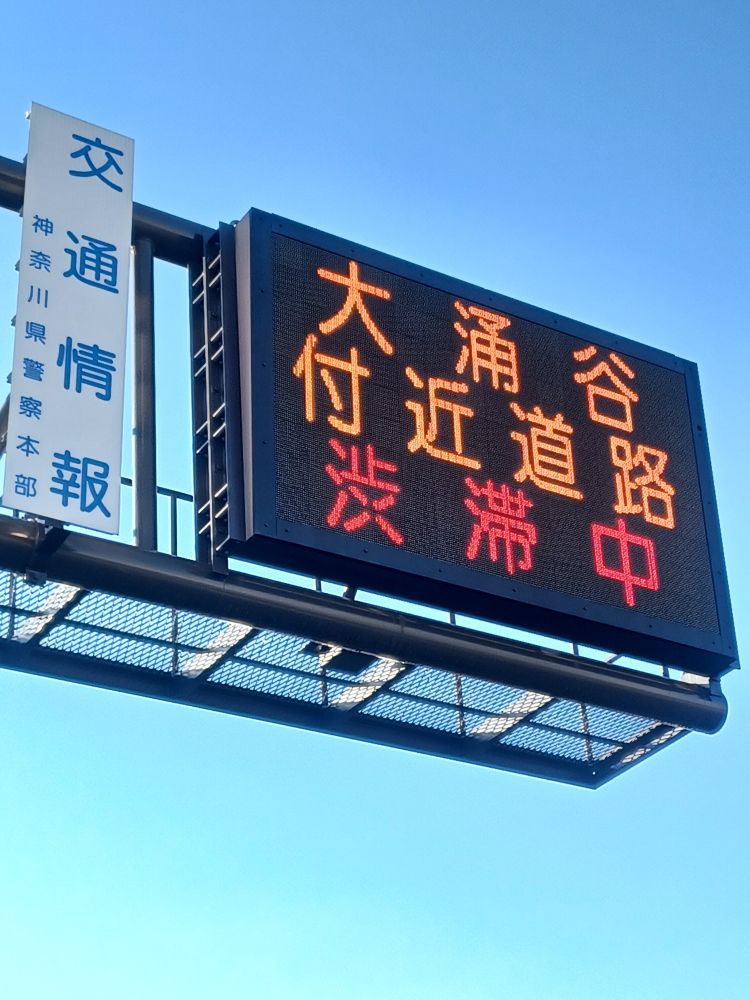 交通情報
神奈川県警察本部
大涌谷
付近道路
渋滞中